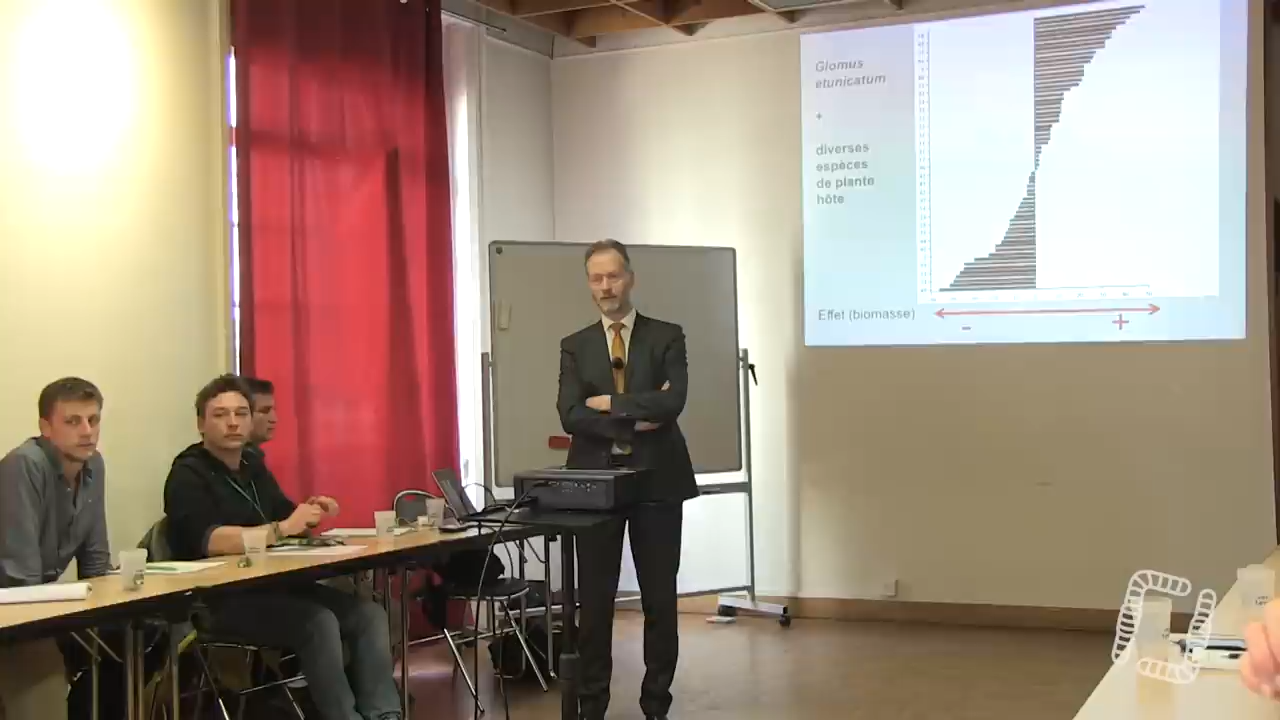 Glomus
etunicatum
+
diverses
espèces
de plante
hôte
Effet (biomasse)
- +